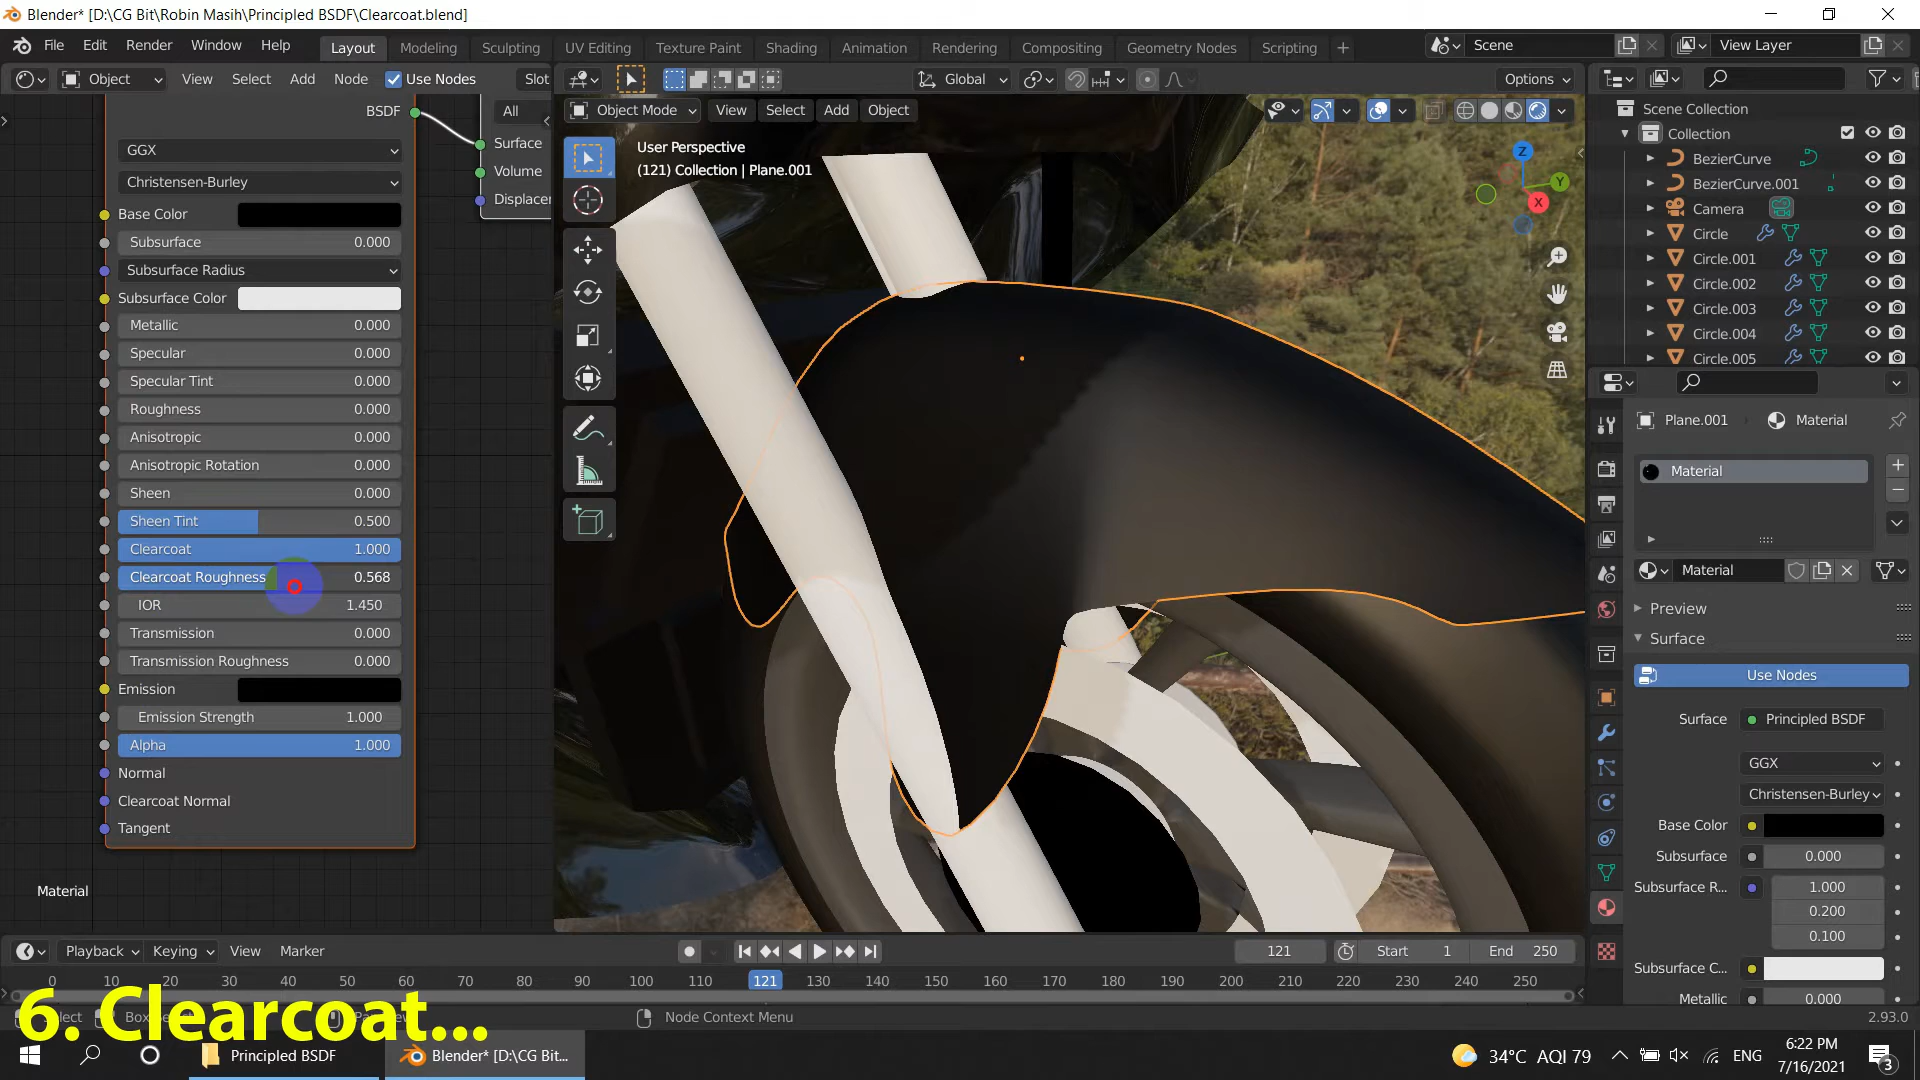 Blender* [D:\CG Bit\Robin Masih\Principled BSDF\Clearcoat.blend]
File Edit Render Window Help Layout Modeling Sculpting UV Editing Texture Paint Shading Animation Rendering Compositing Geometry Nodes Scripting + Scene View Layer
Object View Select Add Node Use Nodes Slot Global Options
Object Mode View Select Add Object
User Perspective
(121) Collection | Plane.001
BSDF
GGX
Christensen-Burley
Base Color
Subsurface 0.000
Subsurface Radius
Subsurface Color
Metallic 0.000
Specular 0.000
Specular Tint 0.000
Roughness 0.000
Anisotropic 0.000
Anisotropic Rotation 0.000
Sheen 0.000
Sheen Tint 0.500
Clearcoat 1.000
Clearcoat Roughness 0.568
IOR 1.450
Transmission 0.000
Transmission Roughness 0.000
Emission
Emission Strength 1.000
Alpha 1.000
Normal
Clearcoat Normal
Tangent
Material
All
Surface
Volume
Displacer
Z
Y
X
Scene Collection
Collection
BezierCurve
BezierCurve.001
Camera
Circle
Circle.001
Circle.002
Circle.003
Circle.004
Circle.005
Plane.001 Material
Material
Material
Preview
Surface
Use Nodes
Surface Principled BSDF
GGX
Christensen-Burley
Base Color
Subsurface 0.000
Subsurface R... 1.000
0.200
0.100
Subsurface C...
Metallic 0.000
Playback Keying View Marker 121 Start 1 End 250
0 10 20 30 40 50 60 70 80 90 100 110 121 130 140 150 160 170 180 190 200 210 220 230 240 250
Node Context Menu 2.93.0
6. Clearcoat...
Principled BSDF
Blender* [D:\CG Bit...
34°C AQI 79
ENG
6:22 PM
7/16/2021
3